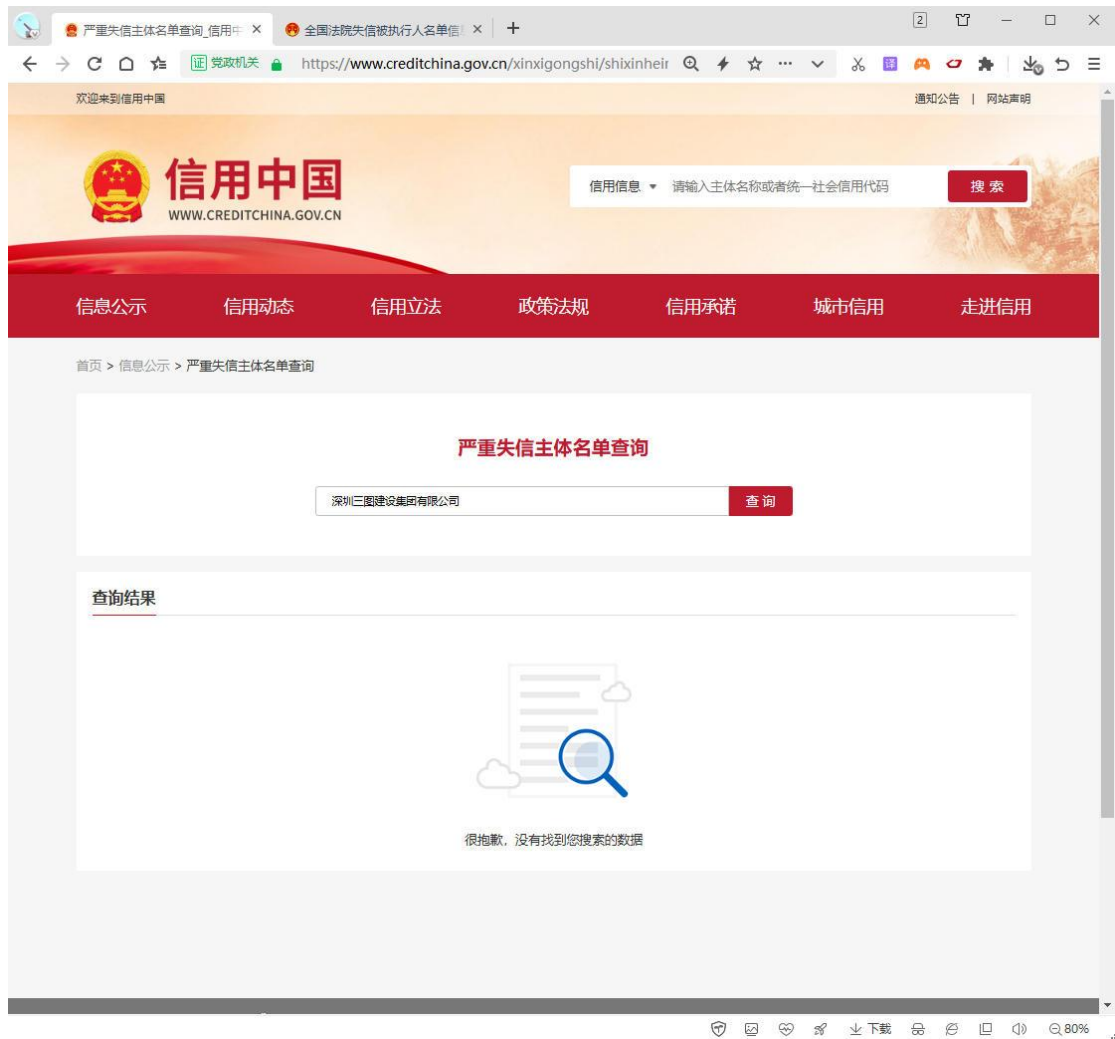 严重失信主体名单查询_信用中
全国法院失信被执行人名单信
2
证 党政机关 https://www.creditchina.gov.cn/xinxigongshi/shixinhei
译
欢迎来到信用中国
通知公告 | 网站声明
信用中国
WWW.CREDITCHINA.GOV.CN
信用信息
请输入主体名称或者统一社会信用代码
搜索
信息公示 信用动态 信用立法 政策法规 信用承诺 城市信用 走进信用
首页 > 信息公示 > 严重失信主体名单查询
严重失信主体名单查询
深圳三图建设集团有限公司
查询
查询结果
很抱歉，没有找到您搜索的数据
下载
80%